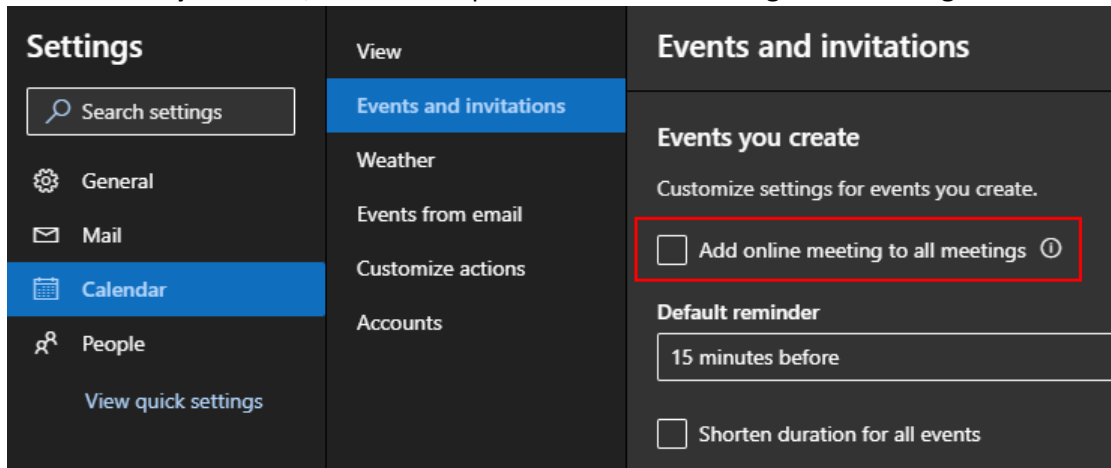 Settings
Search settings
General
Mail
Calendar
People
View quick settings
View
Events and invitations
Weather
Events from email
Customize actions
Accounts
Events and invitations
Events you create
Customize settings for events you create.
Add online meeting to all meetings
Default reminder
15 minutes before
Shorten duration for all events